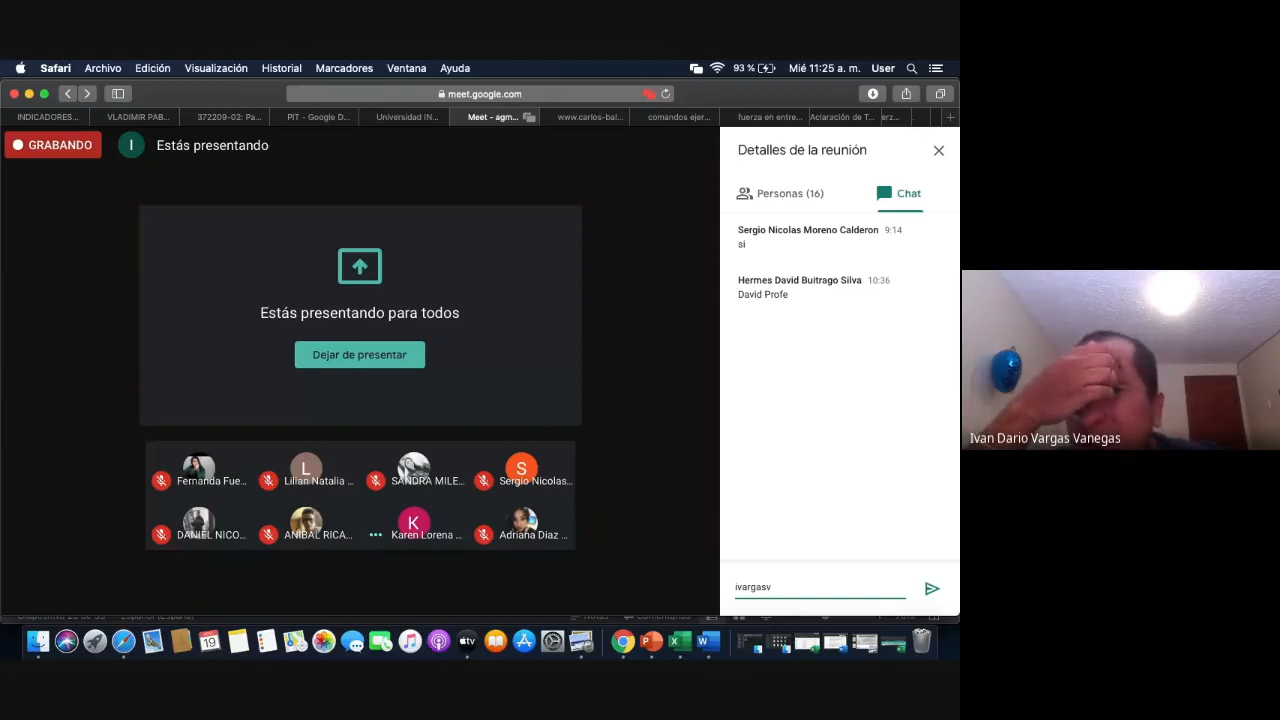 Safari Archivo Edición Visualización Historial Marcadores Ventana Ayuda 93 % Mié 11:25 a. m. User
meet.google.com
INDICADORES... VLADIMIR PAB... 372209-02: Pa... PIT - Google D... Universidad IN... Meet - agm... www.carlos-bal... comandos ejer... fuerza en entre... Aclaración de T...
GRABANDO
I
Estás presentando
Estás presentando para todos
Dejar de presentar
L
S
Fernanda Fue...
Lilian Natalia ...
SANDRA MILE...
Sergio Nicolas...
K
DANIEL NICO...
ANIBAL RICA...
Karen Lorena ...
Adriana Diaz ...
Detalles de la reunión
Personas (16)
Chat
Sergio Nicolas Moreno Calderon 9:14
si
Hermes David Buitrago Silva 10:36
David Profe
ivargasv
19
tv
Ivan Dario Vargas Vanegas